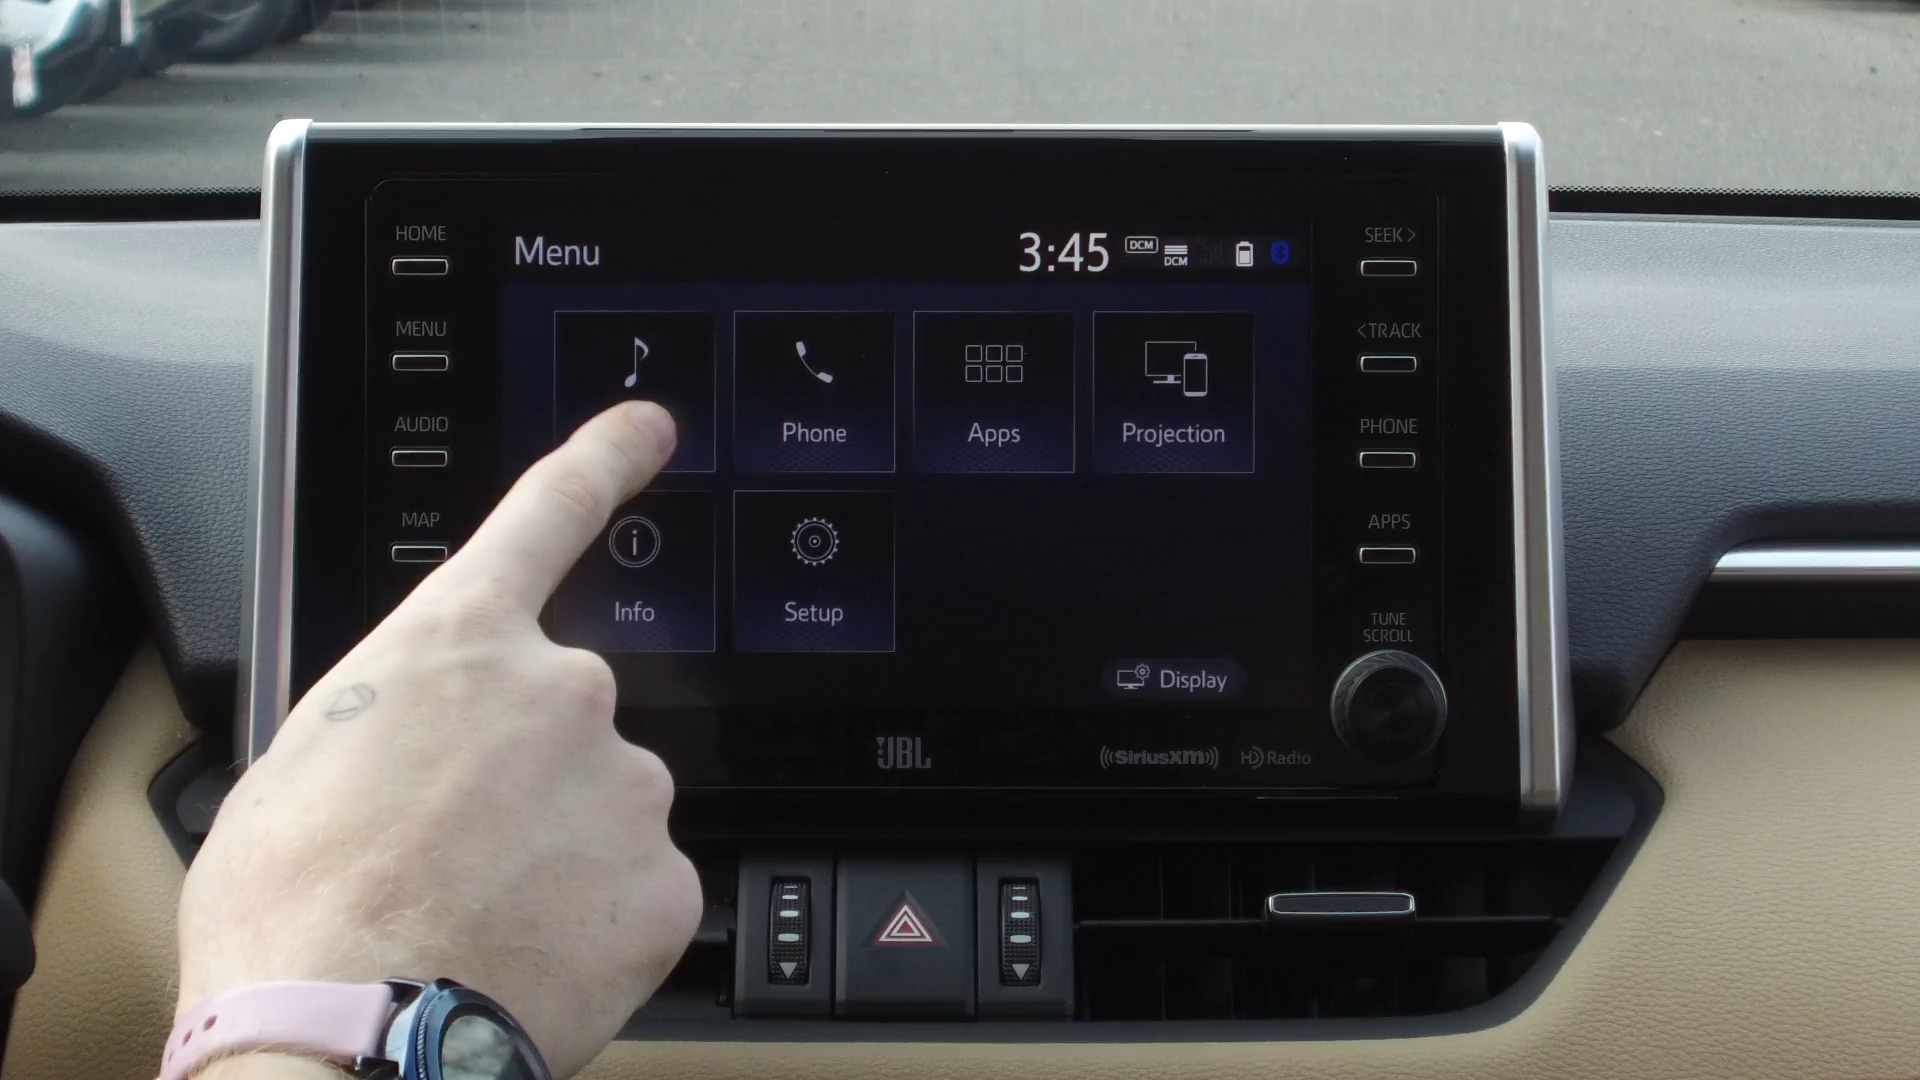 HOME
MENU
AUDIO
MAP
Menu
3:45
DCM
DCM
Phone
Apps
Projection
i
Info
Setup
Display
JBL
((SiriusXM))
HD Radio
SEEK >
< TRACK
PHONE
APPS
TUNE
SCROLL